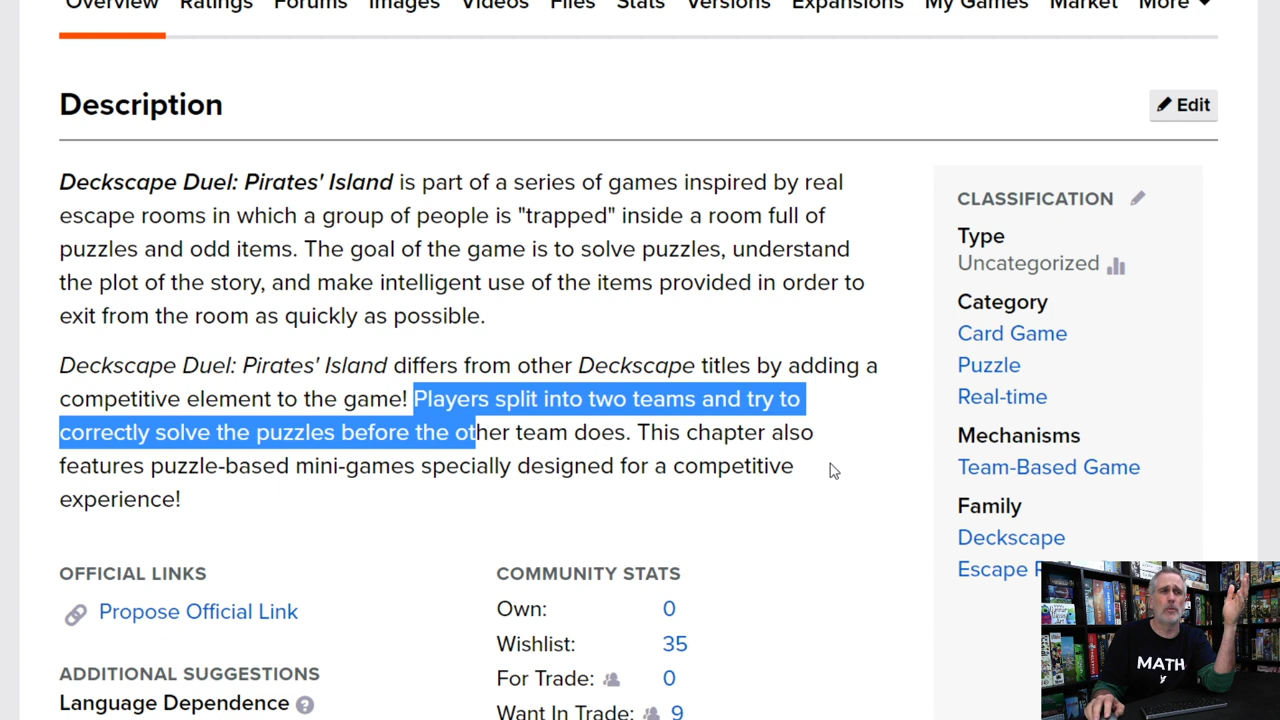 Overview Ratings Forums Images Videos Files Stats Versions Expansions My Games Market More
Description
Edit
Deckscape Duel: Pirates' Island is part of a series of games inspired by real
escape rooms in which a group of people is "trapped" inside a room full of
puzzles and odd items. The goal of the game is to solve puzzles, understand
the plot of the story, and make intelligent use of the items provided in order to
exit from the room as quickly as possible.
Deckscape Duel: Pirates' Island differs from other Deckscape titles by adding a
competitive element to the game! Players split into two teams and try to
correctly solve the puzzles before the other team does. This chapter also
features puzzle-based mini-games specially designed for a competitive
experience!
CLASSIFICATION
Type
Uncategorized
Category
Card Game
Puzzle
Real-time
Mechanisms
Team-Based Game
Family
Deckscape
Escape
OFFICIAL LINKS
Propose Official Link
ADDITIONAL SUGGESTIONS
Language Dependence ?
COMMUNITY STATS
Own: 0
Wishlist: 35
For Trade: 0
Want In Trade: 9
MATH